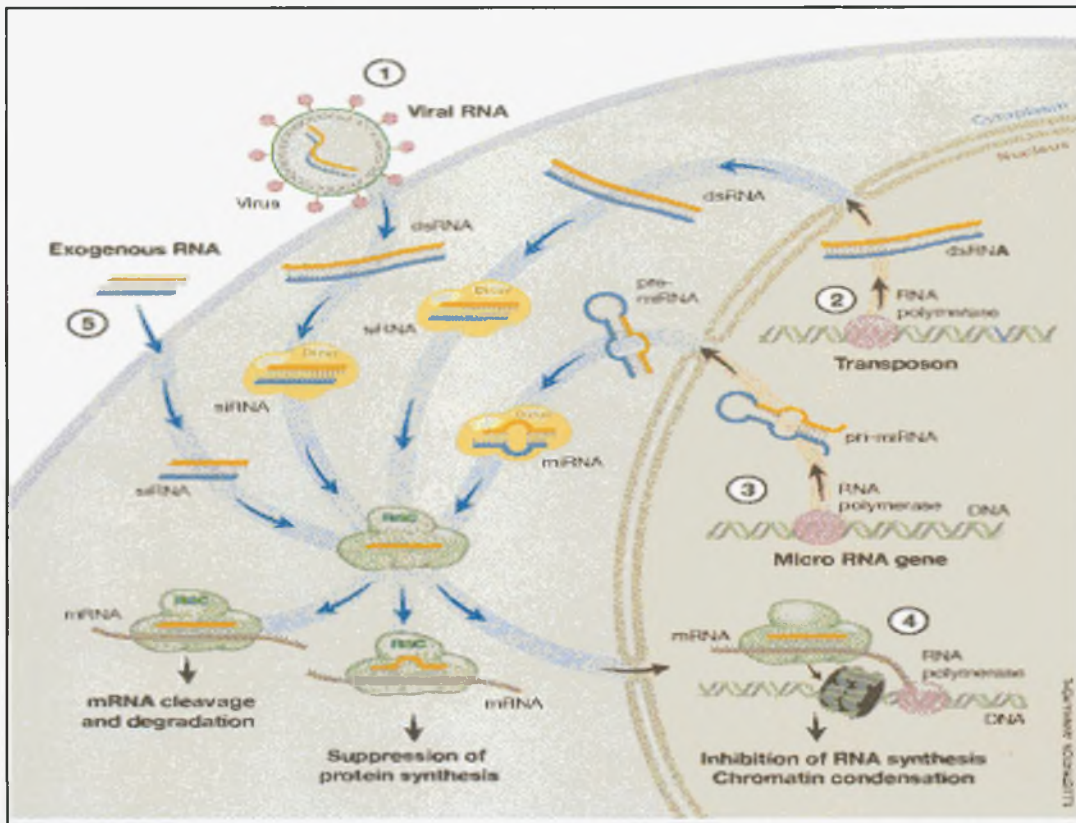 1
Viral RNA
Virus
dsRNA
Exogenous RNA
5
Dicer
siRNA
siRNA
dsRNA
Dicer
siRNA
pre-
miRNA
Dicer
miRNA
Cytoplasm
Nucleus
dsRNA
2
RNA
polymerase
Transposon
pri-miRNA
3
RNA
polymerase
DNA
Micro RNA gene
RISC
RISC
mRNA
mRNA cleavage
and degradation
RISC
mRNA
Suppression of
protein synthesis
mRNA
4
RNA
polymerase
DNA
Inhibition of RNA synthesis
Chromatin condensation